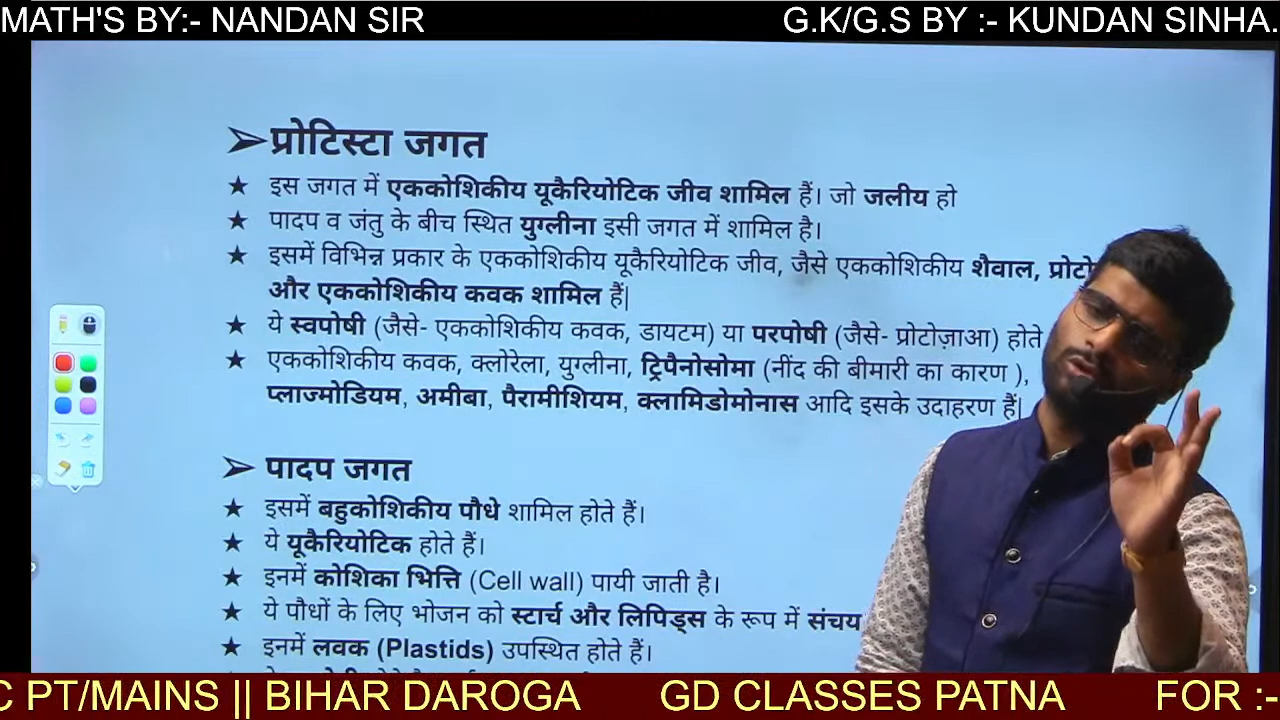 MATH'S BY:- NANDAN SIR
G.K/G.S BY :- KUNDAN SINHA.
➢प्रोटिस्टा जगत
★ इस जगत में एककोशिकीय यूकैरियोटिक जीव शामिल हैं। जो जलीय हो
★ पादप व जंतु के बीच स्थित युग्लीना इसी जगत में शामिल है।
★ इसमें विभिन्न प्रकार के एककोशिकीय यूकैरियोटिक जीव, जैसे एककोशिकीय शैवाल,
और एककोशिकीय कवक शामिल हैं|
★ ये स्वपोषी (जैसे- एककोशिकीय कवक, डायटम) या परपोषी (जैसे- प्रोटोज़ाआ) होते
★ एककोशिकीय कवक, क्लोरेला, युग्लीना, ट्रिपैनोसोमा (नींद की बीमारी का कारण ),
प्लाज्मोडियम, अमीबा, पैरामीशियम, क्लामिडोमोनास आदि इसके उदाहरण हैं|
➢ पादप जगत
★ इसमें बहुकोशिकीय पौधे शामिल होते हैं।
★ ये यूकैरियोटिक होते हैं।
★ इनमें कोशिका भित्ति (Cell wall) पायी जाती है।
★ ये पौधों के लिए भोजन को स्टार्च और लिपिड्स के रूप में संचय
★ इनमें लवक (Plastids) उपस्थित होते हैं।
C PT/MAINS || BIHAR DAROGA GD CLASSES PATNA FOR :-